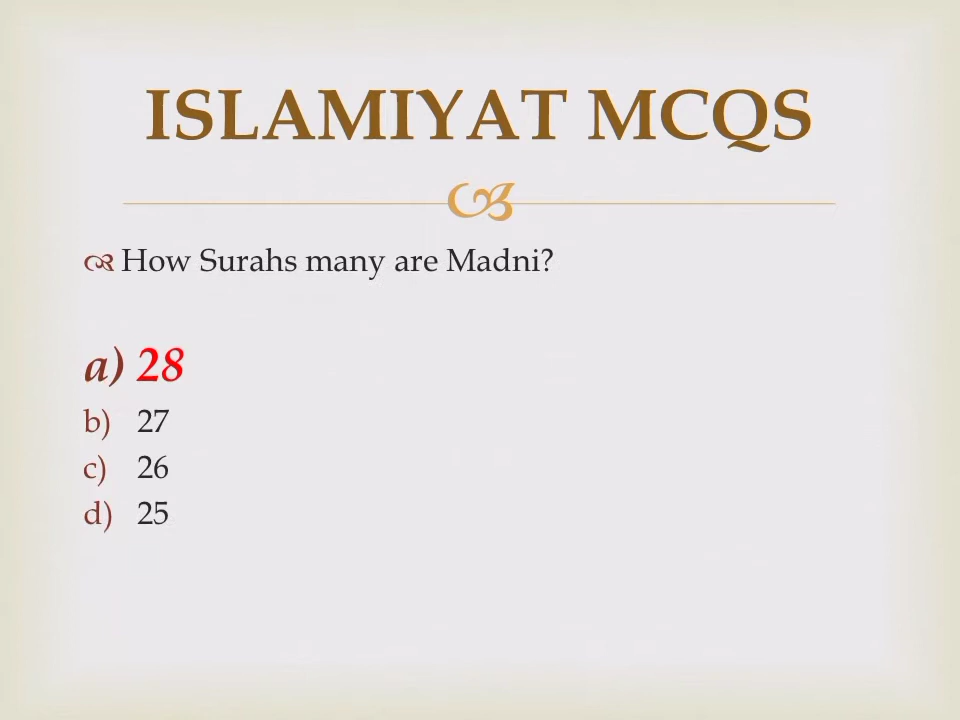 ISLAMIYAT MCQS
How Surahs many are Madni?
a) 28
b) 27
c) 26
d) 25